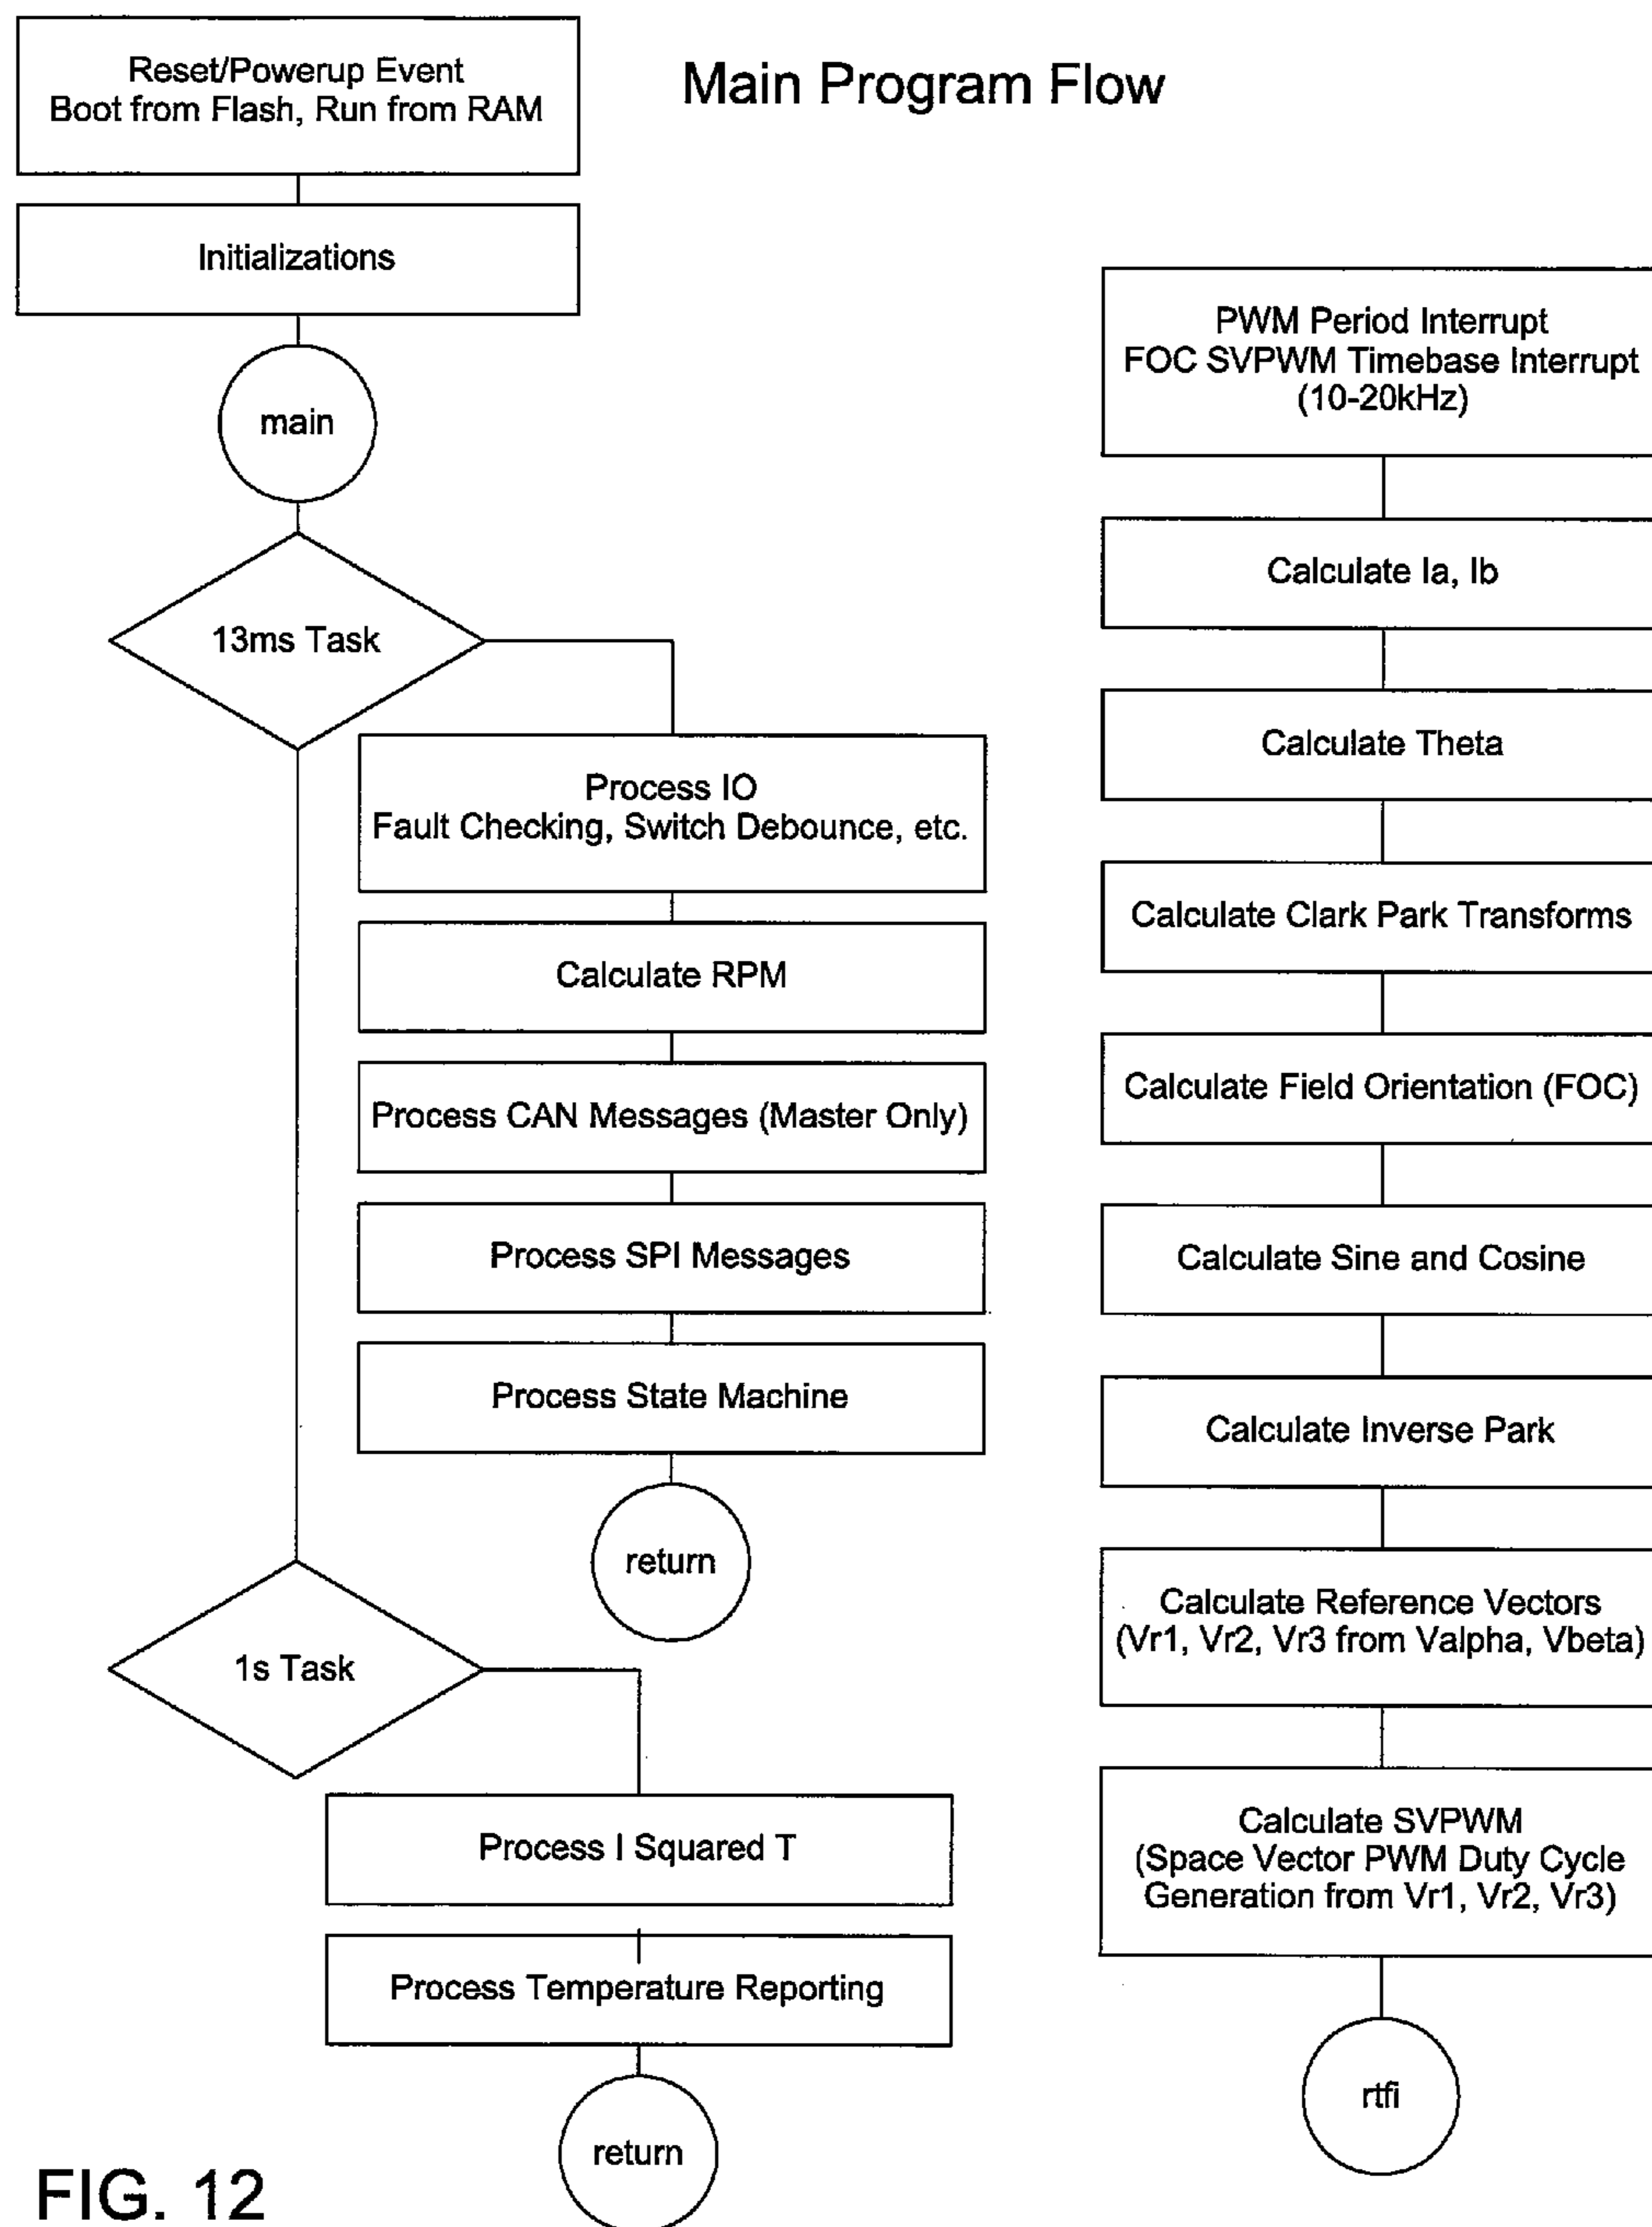 Main Program Flow
Reset/Powerup Event
Boot from Flash, Run from RAM
Initializations
main
13ms Task
Process IO
Fault Checking, Switch Debounce, etc.
Calculate RPM
Process CAN Messages (Master Only)
Process SPI Messages
Process State Machine
return
1s Task
Process I Squared T
Process Temperature Reporting
return
PWM Period Interrupt
FOC SVPWM Timebase Interrupt
(10-20kHz)
Calculate Ia, Ib
Calculate Theta
Calculate Clark Park Transforms
Calculate Field Orientation (FOC)
Calculate Sine and Cosine
Calculate Inverse Park
Calculate Reference Vectors
(Vr1, Vr2, Vr3 from Valpha, Vbeta)
Calculate SVPWM
(Space Vector PWM Duty Cycle
Generation from Vr1, Vr2, Vr3)
rtfi
FIG. 12